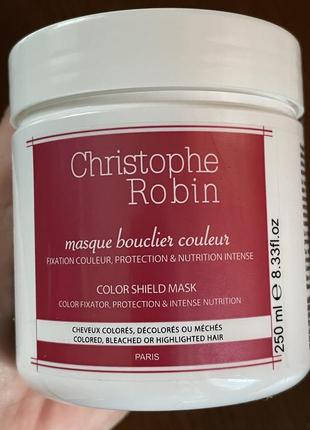 Christophe
Robin
masque bouclier couleur
FIXATION COULEUR, PROTECTION & NUTRITION INTENSE
COLOR SHIELD MASK
COLOR FIXATOR, PROTECTION & INTENSE NUTRITION
CHEVEUX COLORÉS, DÉCOLORÉS OU MÉCHÉS
COLORED, BLEACHED OR HIGHLIGHTED HAIR
PARIS
250 ml e 8.33fl.oz